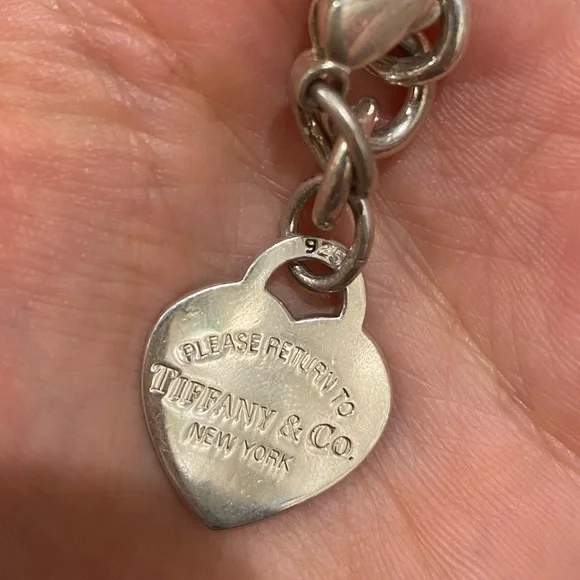 925
PLEASE RETURN TO
TIFFANY & CO.
NEW YORK